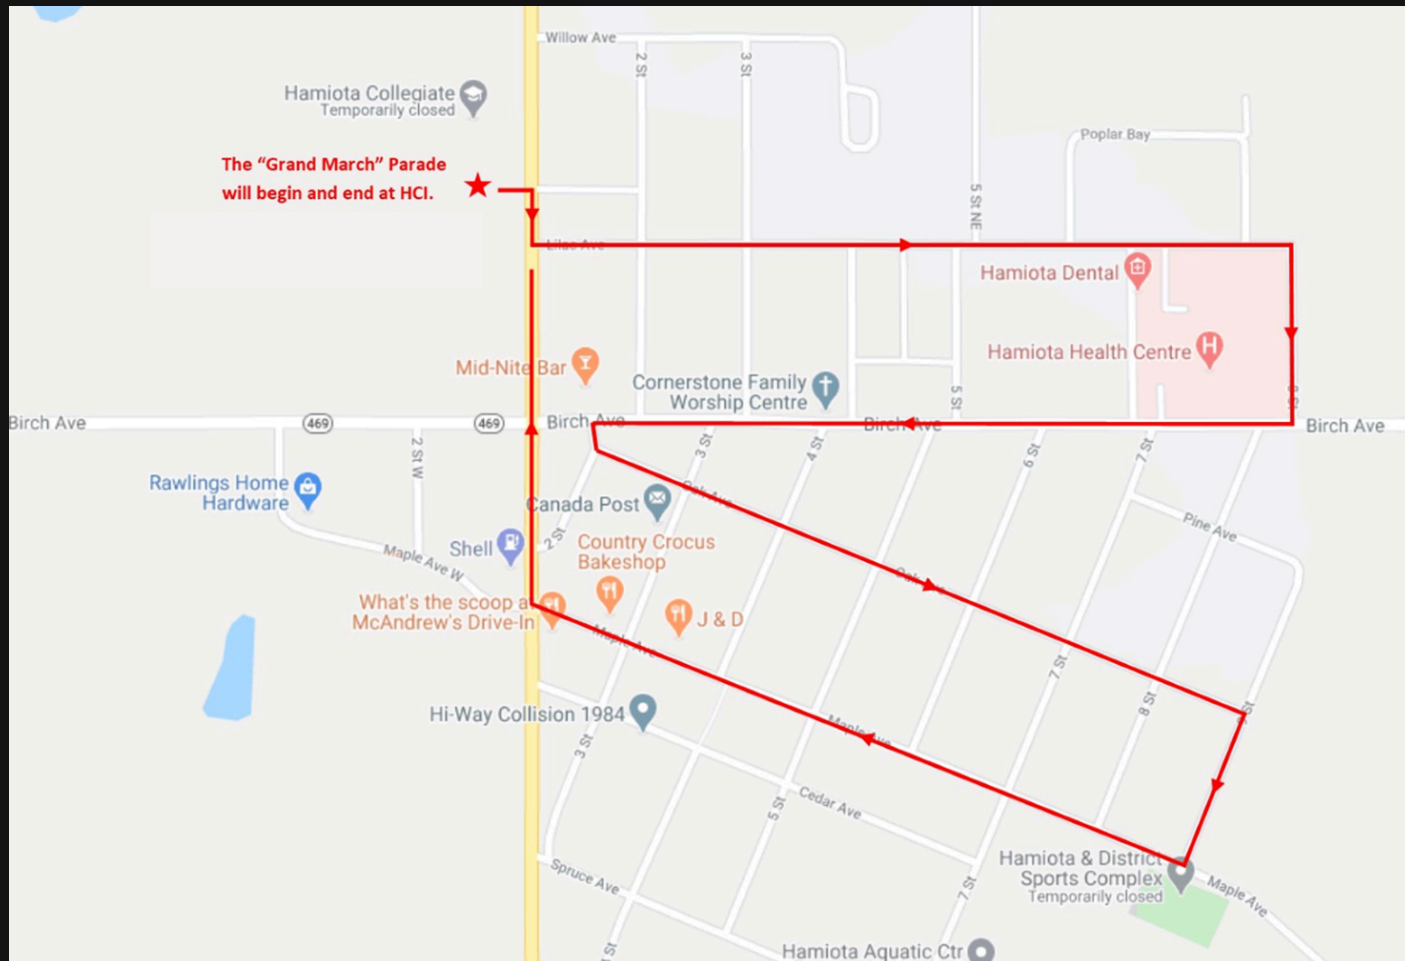 Willow Ave
2 St
3 St
Hamiota Collegiate
Temporarily closed
Poplar Bay
The “Grand March” Parade
will begin and end at HCI.
5 St NE
Lilac Ave
Hamiota Dental
Hamiota Health Centre
Mid-Nite Bar
Cornerstone Family
Worship Centre
5 St
Birch Ave
469
469
Birch Ave
Birch Ave
Birch Ave
2 St W
3 St
4 St
6 St
7 St
Rawlings Home
Hardware
Oak Ave
Canada Post
Pine Ave
Shell
2 St
Country Crocus
Bakeshop
Maple Ave W
Oak Ave
What's the scoop at
McAndrew's Drive-In
J & D
Maple Ave
7 St
8 St
Hi-Way Collision 1984
Maple Ave
3 St
Cedar Ave
5 St
Hamiota & District
Sports Complex
Temporarily closed
Maple Ave
Spruce Ave
7 St
Hamiota Aquatic Ctr